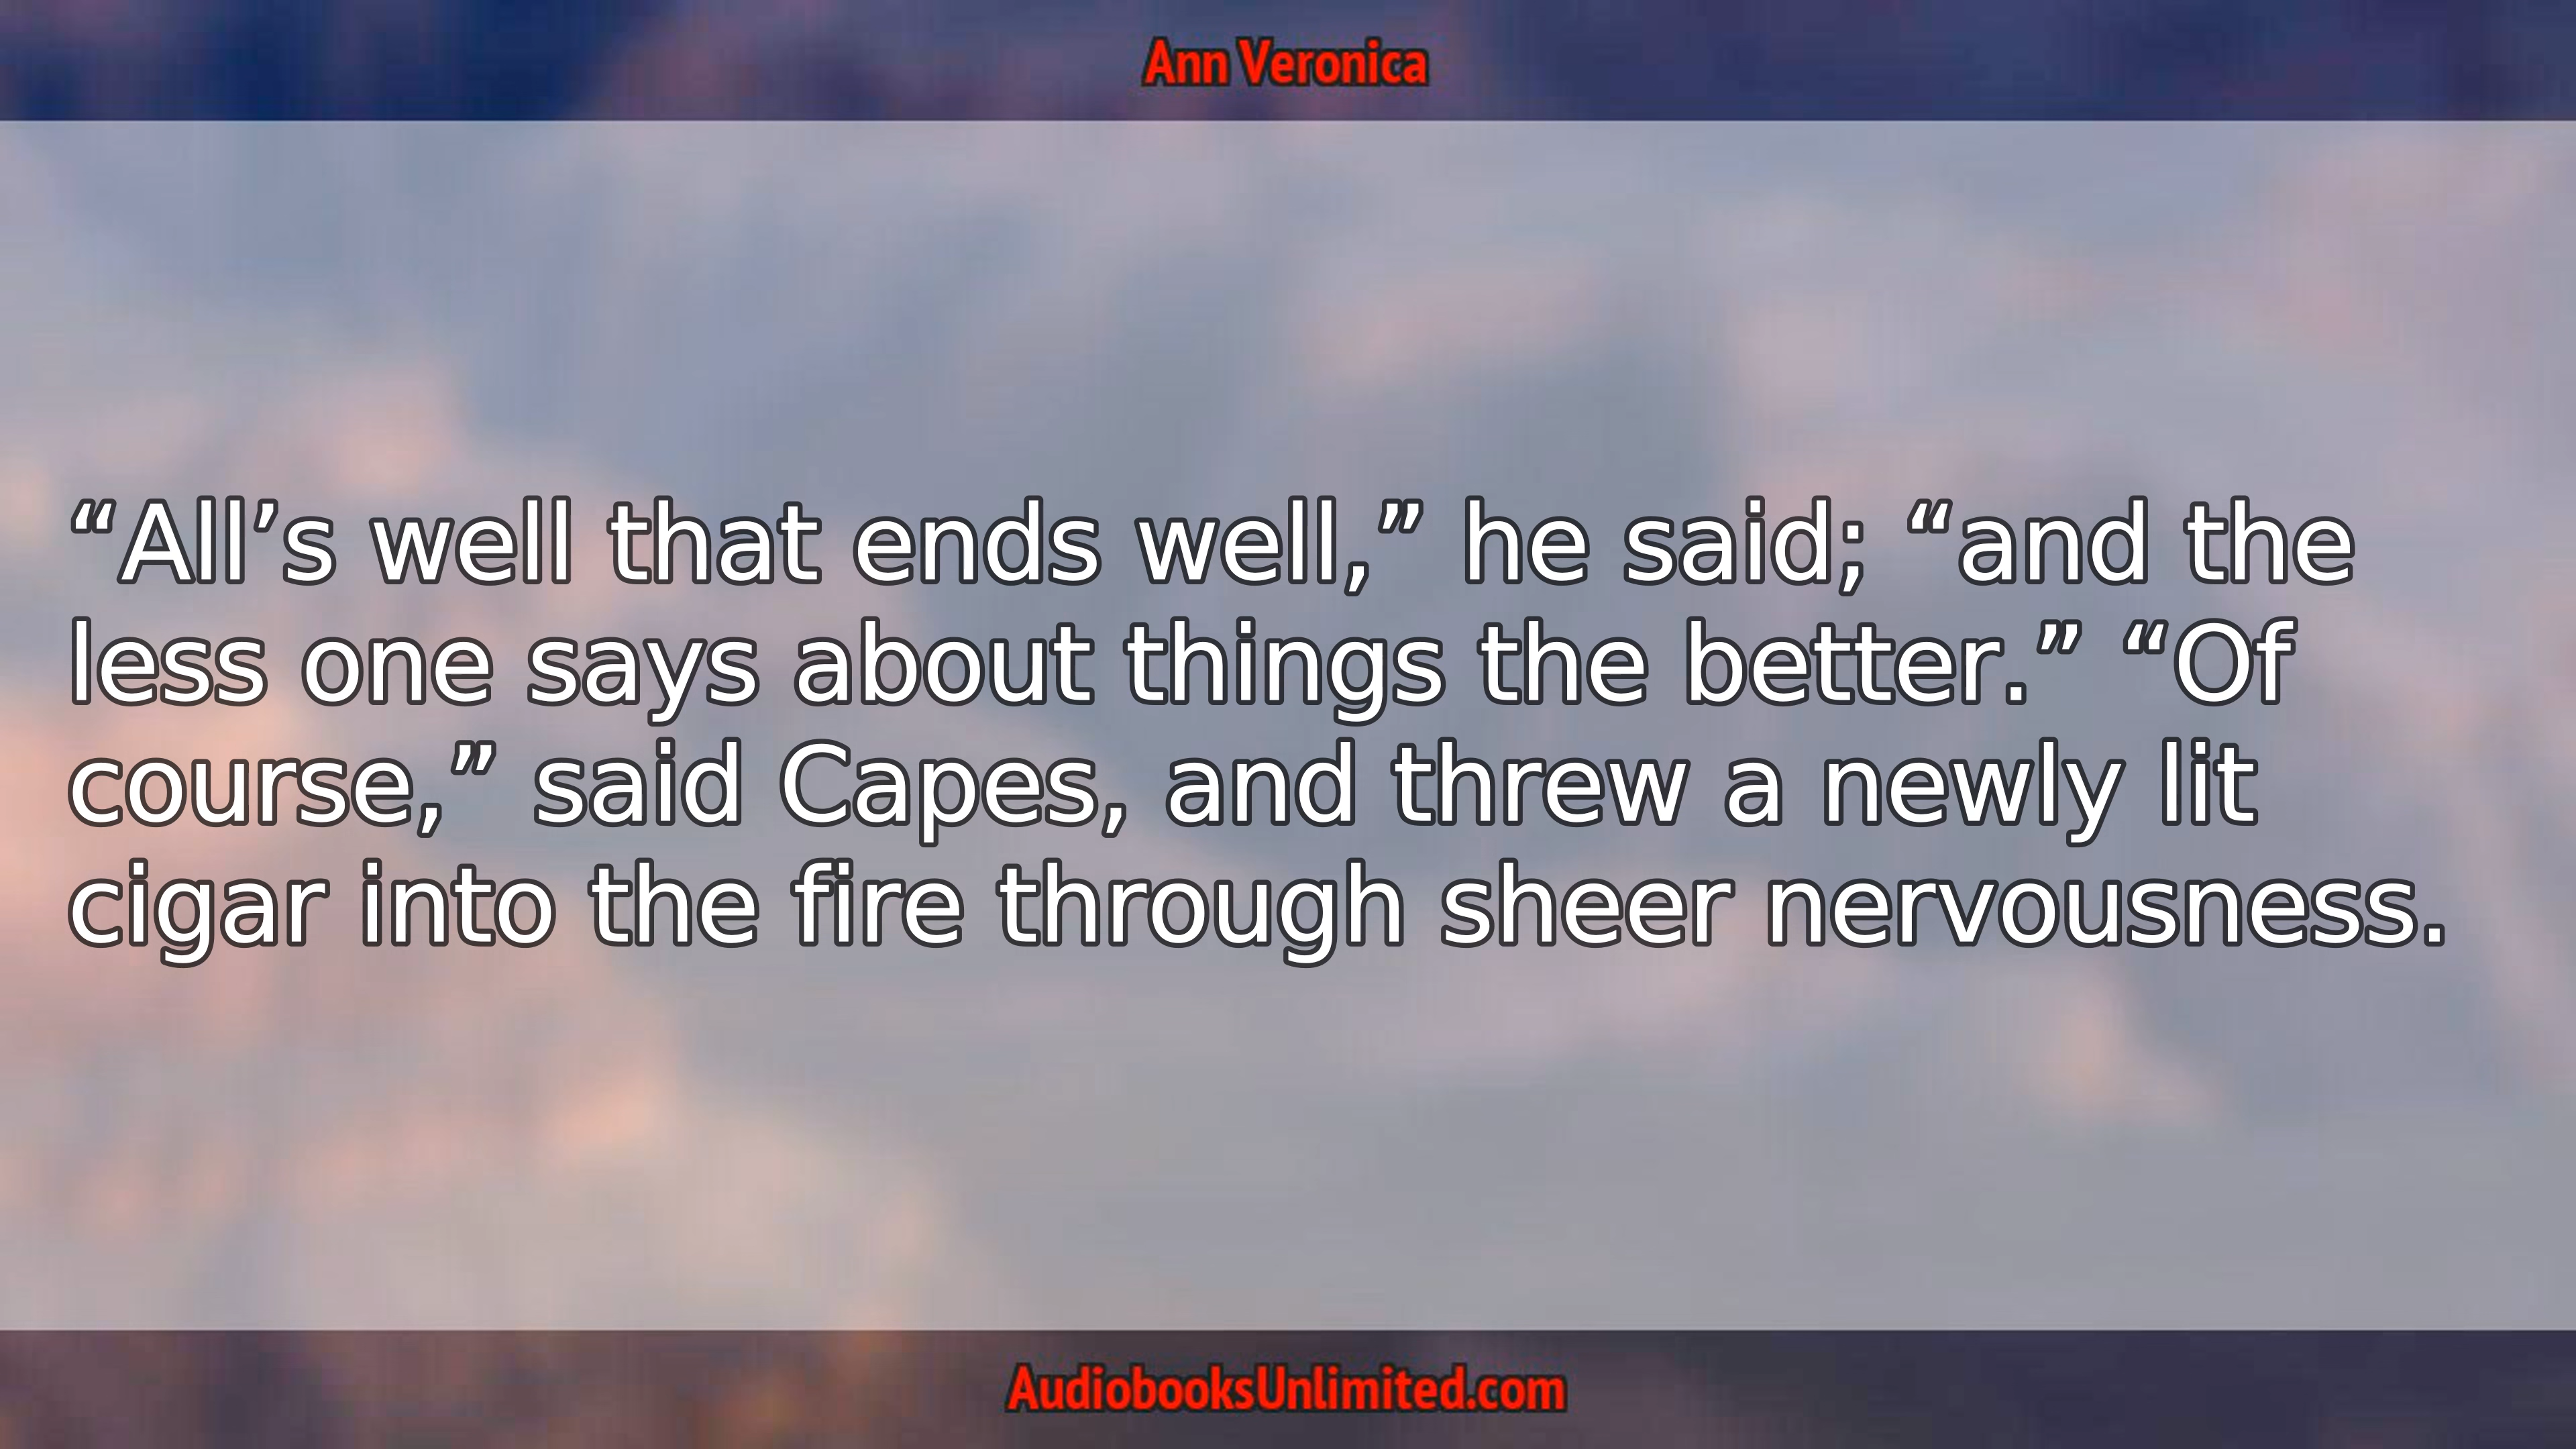 Ann Veronica
“All’s well that ends well,” he said; “and the
less one says about things the better.” “Of
course,” said Capes, and threw a newly lit
cigar into the fire through sheer nervousness.
AudiobooksUnlimited.com